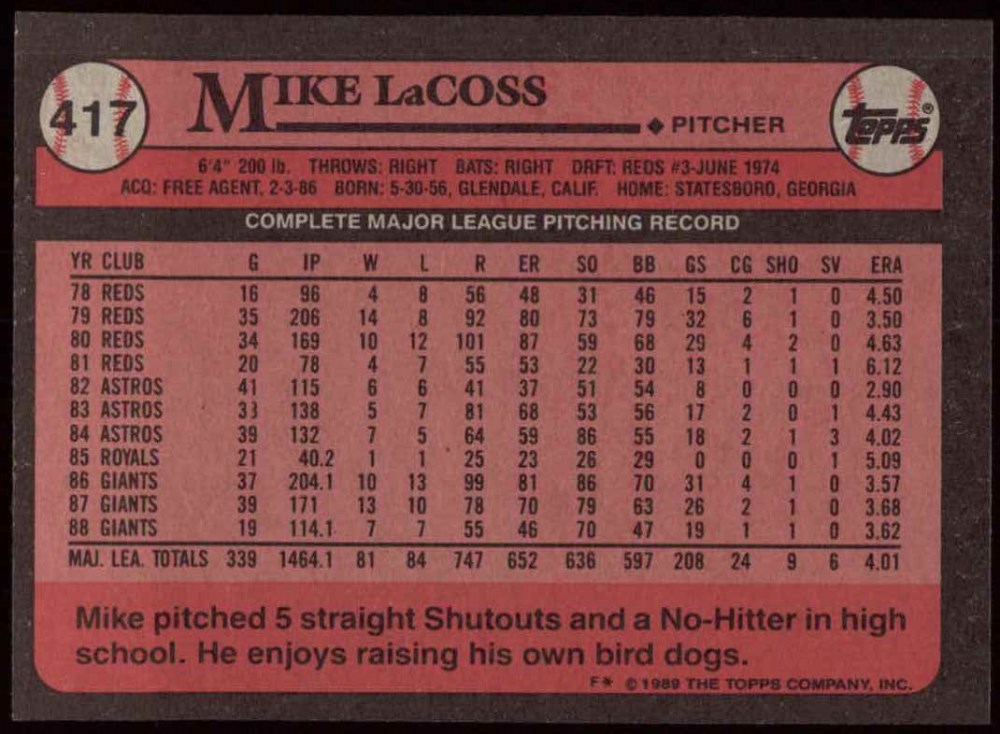 417
MIKE LaCOSS
◆ PITCHER
TOPPS®
6'4" 200 lb. THROWS: RIGHT BATS: RIGHT DRFT: REDS #3-JUNE 1974
ACQ: FREE AGENT, 2-3-86 BORN: 5-30-56, GLENDALE, CALIF. HOME: STATESBORO, GEORGIA
COMPLETE MAJOR LEAGUE PITCHING RECORD
YR CLUB G IP W L R ER SO BB GS CG SHO SV ERA
78 REDS 16 96 4 8 56 48 31 46 15 2 1 0 4.50
79 REDS 35 206 14 8 92 80 73 79 32 6 1 0 3.50
80 REDS 34 169 10 12 101 87 59 68 29 4 2 0 4.63
81 REDS 20 78 4 7 55 53 22 30 13 1 1 1 6.12
82 ASTROS 41 115 6 6 41 37 51 54 8 0 0 0 2.90
83 ASTROS 33 138 5 7 81 68 53 56 17 2 0 1 4.43
84 ASTROS 39 132 7 5 64 59 86 55 18 2 1 3 4.02
85 ROYALS 21 40.2 1 1 25 23 26 29 0 0 0 1 5.09
86 GIANTS 37 204.1 10 13 99 81 86 70 31 4 1 0 3.57
87 GIANTS 39 171 13 10 78 70 79 63 26 2 1 0 3.68
88 GIANTS 19 114.1 7 7 55 46 70 47 19 1 1 0 3.62
MAJ. LEA. TOTALS 339 1464.1 81 84 747 652 636 597 208 24 9 6 4.01
Mike pitched 5 straight Shutouts and a No-Hitter in high
school. He enjoys raising his own bird dogs.
F* © 1989 THE TOPPS COMPANY, INC.